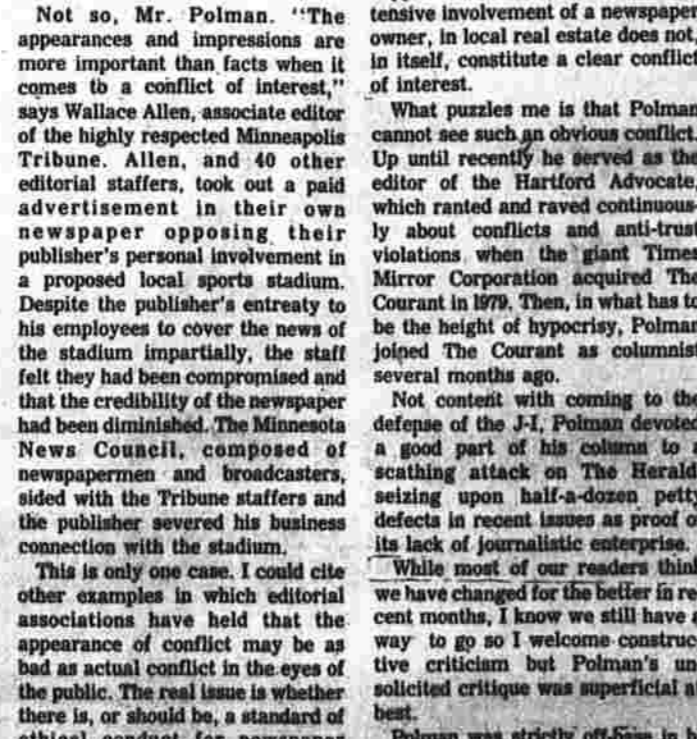 Not so, Mr. Polman. "The
appearances and impressions are
more important than facts when it
comes to a conflict of interest,"
says Wallace Allen, associate editor
of the highly respected Minneapolis
Tribune. Allen, and 40 other
editorial staffers, took out a paid
advertisement in their own
newspaper opposing their
publisher's personal involvement in
a proposed local sports stadium.
Despite the publisher's entreaty to
his employees to cover the news of
the stadium impartially, the staff
felt they had been compromised and
that the credibility of the newspaper
had been diminished. The Minnesota
News Council, composed of
newspapermen and broadcasters,
sided with the Tribune staffers and
the publisher severed his business
connection with the stadium.
This is only one case. I could cite
other examples in which editorial
associations have held that the
appearance of conflict may be as
bad as actual conflict in the eyes of
the public. The real issue is whether
there is, or should be, a standard of
ethical conduct for newspaper
tensive involvement of a newspaper
owner, in local real estate does not,
in itself, constitute a clear conflict
of interest.
What puzzles me is that Polman
cannot see such an obvious conflict.
Up until recently he served as the
editor of the Hartford Advocate,
which ranted and raved continuous-
ly about conflicts and anti-trust
violations when the giant Times
Mirror Corporation acquired The
Courant in 1979. Then, in what has to
be the height of hypocrisy, Polman
joined The Courant as columnist
several months ago.
Not content with coming to the
defense of the J-I, Polman devoted
a good part of his column to a
scathing attack on The Herald
seizing upon half-a-dozen pett
defects in recent issues as proof o
its lack of journalistic enterprise.
While most of our readers think
we have changed for the better in re
cent months, I know we still have a
way to go so I welcome construc
tive criticism but Polman's un
solicited critique was superficial at
best.
Polman was strictly off-base in